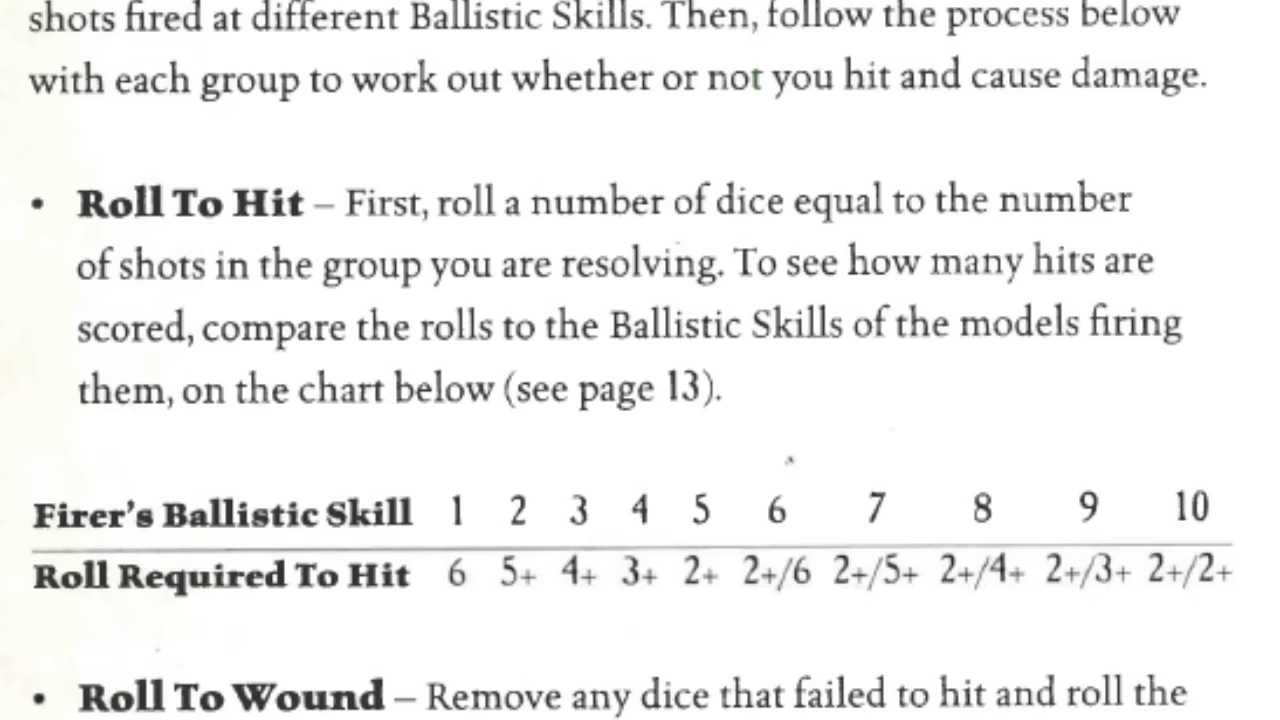 shots fired at different Ballistic Skills. Then, follow the process below
with each group to work out whether or not you hit and cause damage.
• Roll To Hit – First, roll a number of dice equal to the number
of shots in the group you are resolving. To see how many hits are
scored, compare the rolls to the Ballistic Skills of the models firing
them, on the chart below (see page 13).
Firer's Ballistic Skill 1 2 3 4 5 6 7 8 9 10
Roll Required To Hit 6 5+ 4+ 3+ 2+ 2+/6 2+/5+ 2+/4+ 2+/3+ 2+/2+
• Roll To Wound – Remove any dice that failed to hit and roll the